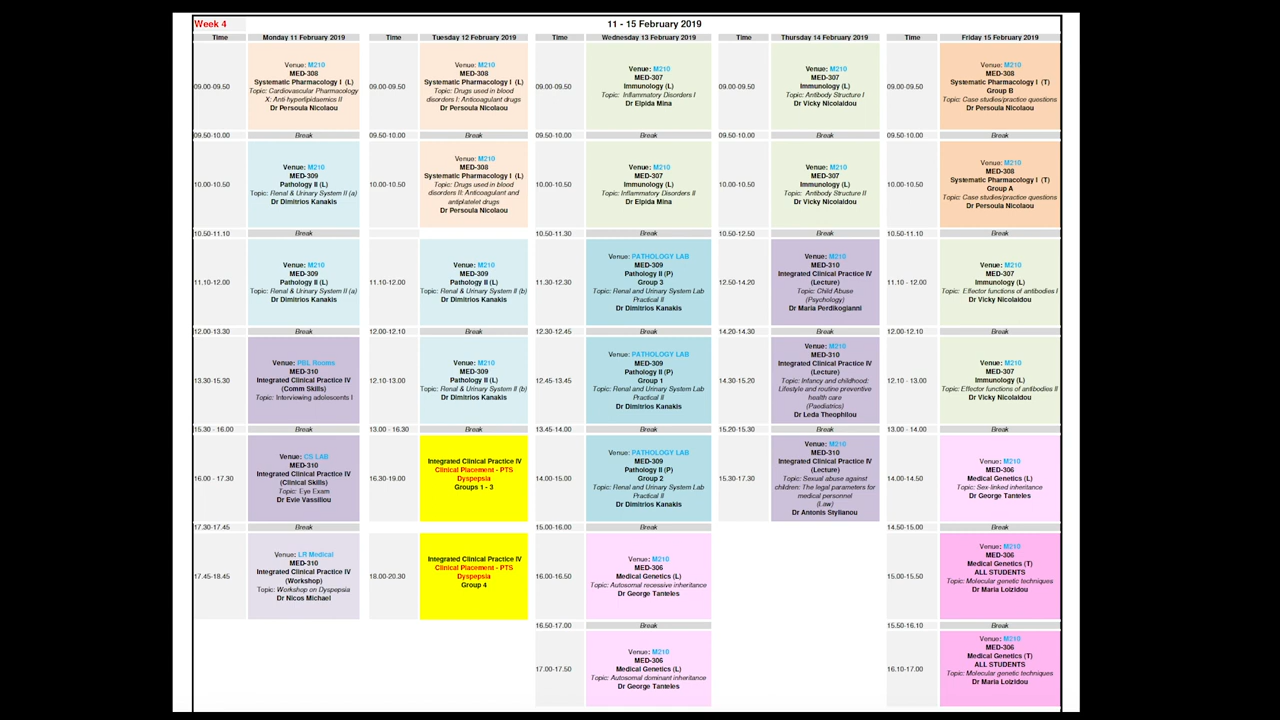 Week 4
11 - 15 February 2019
Time
Monday 11 February 2019
Time
Tuesday 12 February 2019
Time
Wednesday 13 February 2019
Time
Thursday 14 February 2019
Time
Friday 15 February 2019
09.00-09.50
Venue: M210
MED-308
Systematic Pharmacology I (L)
Topic: Cardiovascular Pharmacology
X: Anti hyperlipidaemics II
Dr Persoula Nicolaou
09.00-09.50
Venue: M210
MED-308
Systematic Pharmacology I (L)
Topic: Drugs used in blood
disorders I: Anticoagulant drugs
Dr Persoula Nicolaou
09.00-09.50
Venue: M210
MED-307
Immunology (L)
Topic: Inflammatory Disorders I
Dr Elpida Mina
09.00-09.50
Venue: M210
MED-307
Immunology (L)
Topic: Antibody Structure I
Dr Vicky Nicolaidou
09.00-09.50
Venue: M210
MED-308
Systematic Pharmacology I (T)
Group B
Topic: Case studies/practice questions
Dr Persoula Nicolaou
09.50-10.00
Break
09.50-10.00
Break
09.50-10.00
Break
09.50-10.00
Break
09.50-10.00
Break
10.00-10.50
Venue: M210
MED-309
Pathology II (L)
Topic: Renal & Urinary System II (a)
Dr Dimitrios Kanakis
10.00-10.50
Venue: M210
MED-308
Systematic Pharmacology I (L)
Topic: Drugs used in blood
disorders II: Anticoagulant and
antiplatelet drugs
Dr Persoula Nicolaou
10.00-10.50
Venue: M210
MED-307
Immunology (L)
Topic: Inflammatory Disorders II
Dr Elpida Mina
10.00-10.50
Venue: M210
MED-307
Immunology (L)
Topic: Antibody Structure II
Dr Vicky Nicolaidou
10.00-10.50
Venue: M210
MED-308
Systematic Pharmacology I (T)
Group A
Topic: Case studies/practice questions
Dr Persoula Nicolaou
10.50-11.10
Break
10.50-11.30
Break
10.50-12.50
Break
10.50-11.10
Break
11.10-12.00
Venue: M210
MED-309
Pathology II (L)
Topic: Renal & Urinary System II (a)
Dr Dimitrios Kanakis
11.10-12.00
Venue: M210
MED-309
Pathology II (L)
Topic: Renal & Urinary System II (b)
Dr Dimitrios Kanakis
11.30-12.30
Venue: PATHOLOGY LAB
MED-309
Pathology II (P)
Group 3
Topic: Renal and Urinary System Lab
Practical II
Dr Dimitrios Kanakis
12.50-14.20
Venue: M210
MED-310
Integrated Clinical Practice IV
(Lecture)
Topic: Child Abuse
(Psychology)
Dr Maria Perdikogianni
11.10 - 12.00
Venue: M210
MED-307
Immunology (L)
Topic: Effector functions of antibodies I
Dr Vicky Nicolaidou
12.00-13.30
Break
12.00-12.10
Break
12.30-12.45
Break
14.20-14.30
Break
12.00-12.10
Break
13.30-15.30
Venue: PBL Rooms
MED-310
Integrated Clinical Practice IV
(Comm Skills)
Topic: Interviewing adolescents I
12.10-13.00
Venue: M210
MED-309
Pathology II (L)
Topic: Renal & Urinary System II (b)
Dr Dimitrios Kanakis
12.45-13.45
Venue: PATHOLOGY LAB
MED-309
Pathology II (P)
Group 1
Topic: Renal and Urinary System Lab
Practical II
Dr Dimitrios Kanakis
14.30-15.20
Venue: M210
MED-310
Integrated Clinical Practice IV
(Lecture)
Topic: Infancy and childhood:
Lifestyle and routine preventive
health care
(Paediatrics)
Dr Leda Theophilou
12.10 - 13.00
Venue: M210
MED-307
Immunology (L)
Topic: Effector functions of antibodies II
Dr Vicky Nicolaidou
15.30 - 16.00
Break
13.00 - 16.30
Break
13.45-14.00
Break
15.20-15.30
Break
13.00 - 14.00
Break
16.00 - 17.30
Venue: CS LAB
MED-310
Integrated Clinical Practice IV
(Clinical Skills)
Topic: Eye Exam
Dr Evie Vassiliou
16.30-19.00
Integrated Clinical Practice IV
Clinical Placement - PTS
Dyspepsia
Groups 1 - 3
14.00-15.00
Venue: PATHOLOGY LAB
MED-309
Pathology II (P)
Group 2
Topic: Renal and Urinary System Lab
Practical II
Dr Dimitrios Kanakis
15.30-17.30
Venue: M210
MED-310
Integrated Clinical Practice IV
(Lecture)
Topic: Sexual abuse against
children: The legal parameters for
medical personnel
(Law)
Dr Antonis Stylianou
14.00-14.50
Venue: M210
MED-306
Medical Genetics (L)
Topic: Sex-linked inheritance
Dr George Tanteles
17.30-17.45
Break
15.00-16.00
Break
14.50-15.00
Break
17.45-18.45
Venue: LR Medical
MED-310
Integrated Clinical Practice IV
(Workshop)
Topic: Workshop on Dyspepsia
Dr Nicos Michael
18.00-20.30
Integrated Clinical Practice IV
Clinical Placement - PTS
Dyspepsia
Group 4
16.00-16.50
Venue: M210
MED-306
Medical Genetics (L)
Topic: Autosomal recessive inheritance
Dr George Tanteles
15.00-15.50
Venue: M210
MED-306
Medical Genetics (T)
ALL STUDENTS
Topic: Molecular genetic techniques
Dr Maria Loizidou
16.50-17.00
Break
15.50-16.10
Break
17.00-17.50
Venue: M210
MED-306
Medical Genetics (L)
Topic: Autosomal dominant inheritance
Dr George Tanteles
16.10-17.00
Venue: M210
MED-306
Medical Genetics (T)
ALL STUDENTS
Topic: Molecular genetic techniques
Dr Maria Loizidou